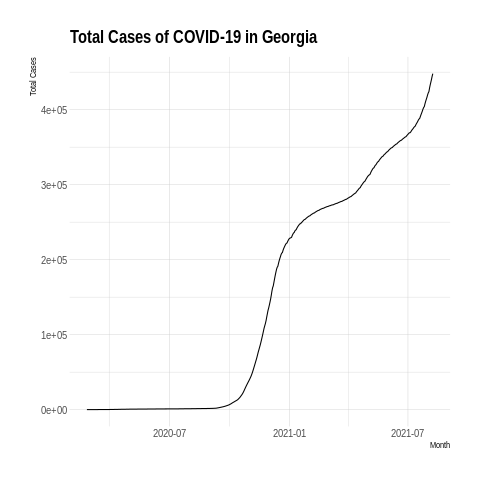 Total Cases of COVID-19 in Georgia
Total Cases
4e+05
3e+05
2e+05
1e+05
0e+00
2020-07 2021-01 2021-07
Month